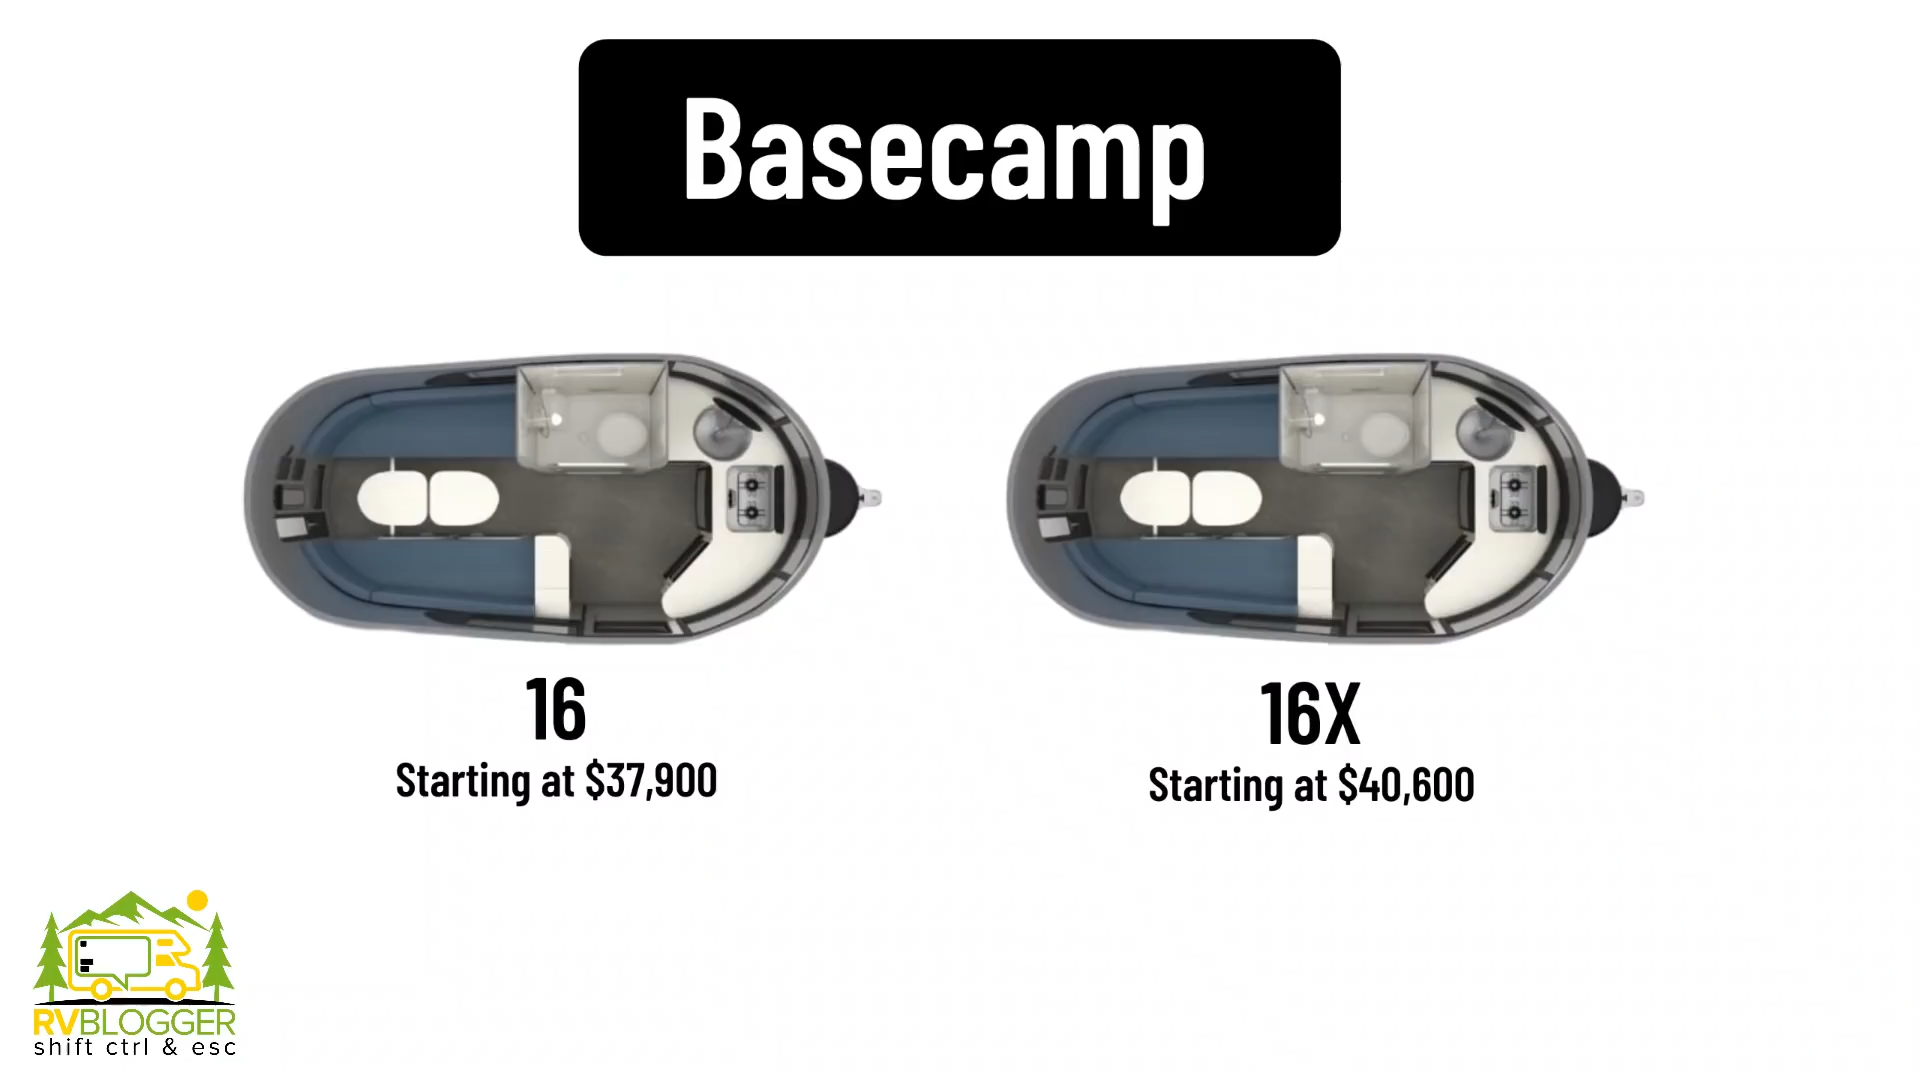 Basecamp
16
Starting at $37,900
16X
Starting at $40,600
RVBLOGGER
shift ctrl & esc